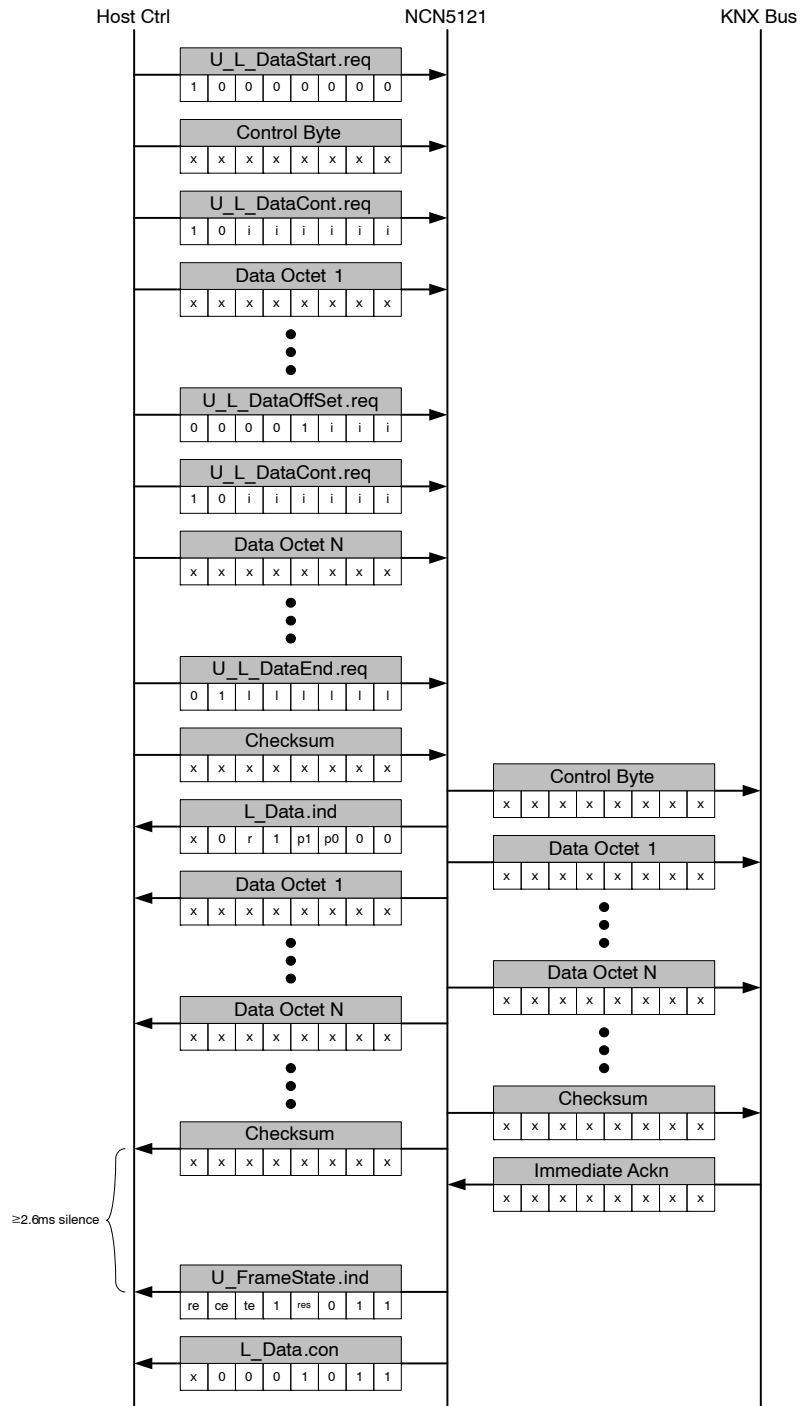 Host Ctrl NCN5121 KNX Bus
U_L_DataStart.req
1 0 0 0 0 0 0 0
Control Byte
x x x x x x x x
U_L_DataCont.req
1 0 i i i i i i
Data Octet 1
x x x x x x x x
U_L_DataOffSet.req
0 0 0 0 1 i i i
U_L_DataCont.req
1 0 i i i i i i
Data Octet N
x x x x x x x x
U_L_DataEnd.req
0 1 l l l l l l
Checksum
x x x x x x x x
Control Byte
x x x x x x x x
L_Data.ind
x 0 r 1 p1 p0 0 0
Data Octet 1
x x x x x x x x
Data Octet 1
x x x x x x x x
Data Octet N
x x x x x x x x
Data Octet N
x x x x x x x x
Checksum
x x x x x x x x
Checksum
x x x x x x x x
Immediate Ackn
x x x x x x x x
≥2.6ms silence
U_FrameState.ind
re ce te 1 res 0 1 1
L_Data.con
x 0 0 0 1 0 1 1